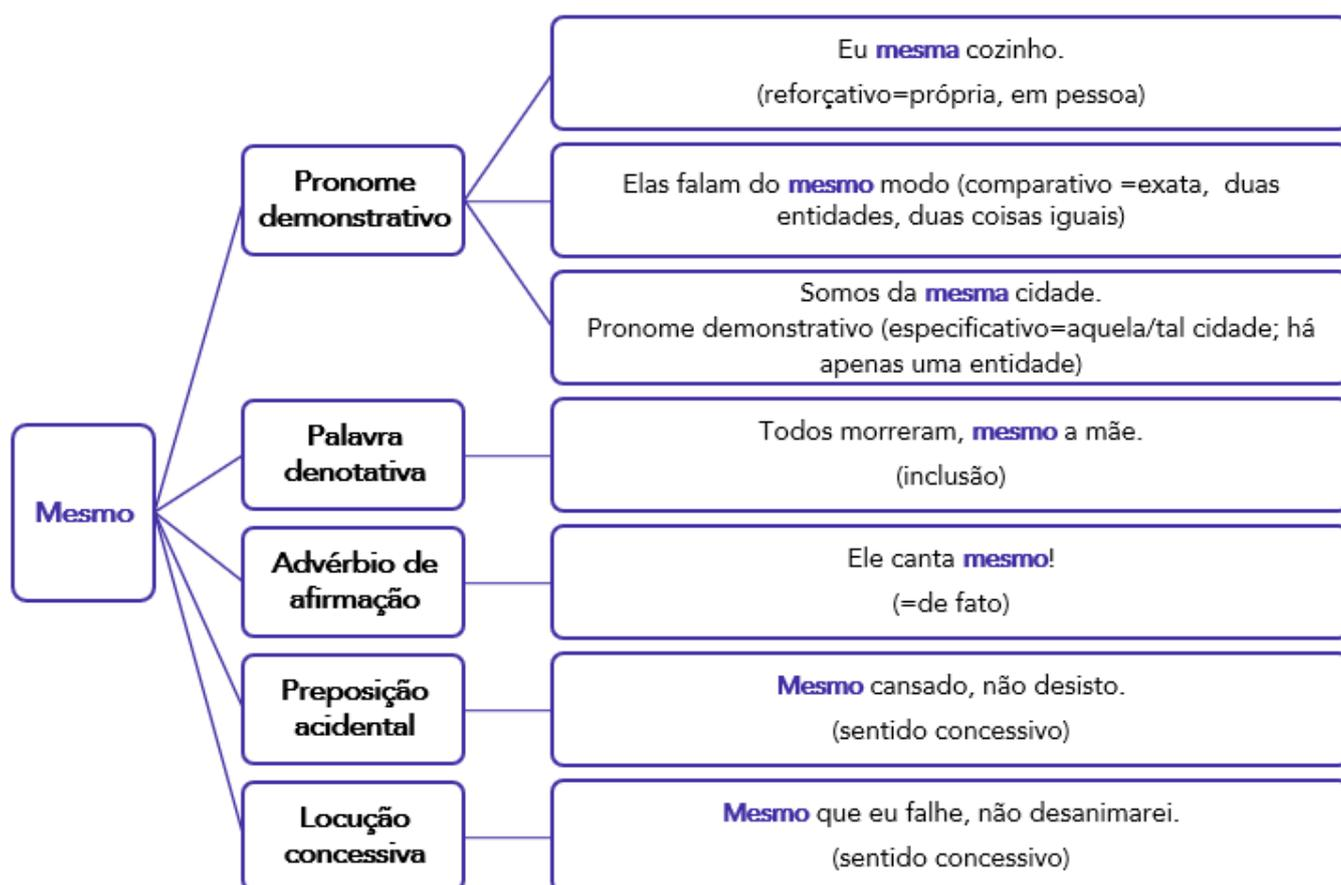 Mesmo
Pronome
demonstrativo
Eu mesma cozinho.
(reforçativo=própria, em pessoa)
Elas falam do mesmo modo (comparativo =exata,  duas
entidades, duas coisas iguais)
Somos da mesma cidade.
Pronome demonstrativo (especificativo=aquela/tal cidade; há
apenas uma entidade)
Palavra
denotativa
Todos morreram, mesmo a mãe.
(inclusão)
Advérbio de
afirmação
Ele canta mesmo!
(=de fato)
Preposição
acidental
Mesmo cansado, não desisto.
(sentido concessivo)
Locução
concessiva
Mesmo que eu falhe, não desanimarei.
(sentido concessivo)